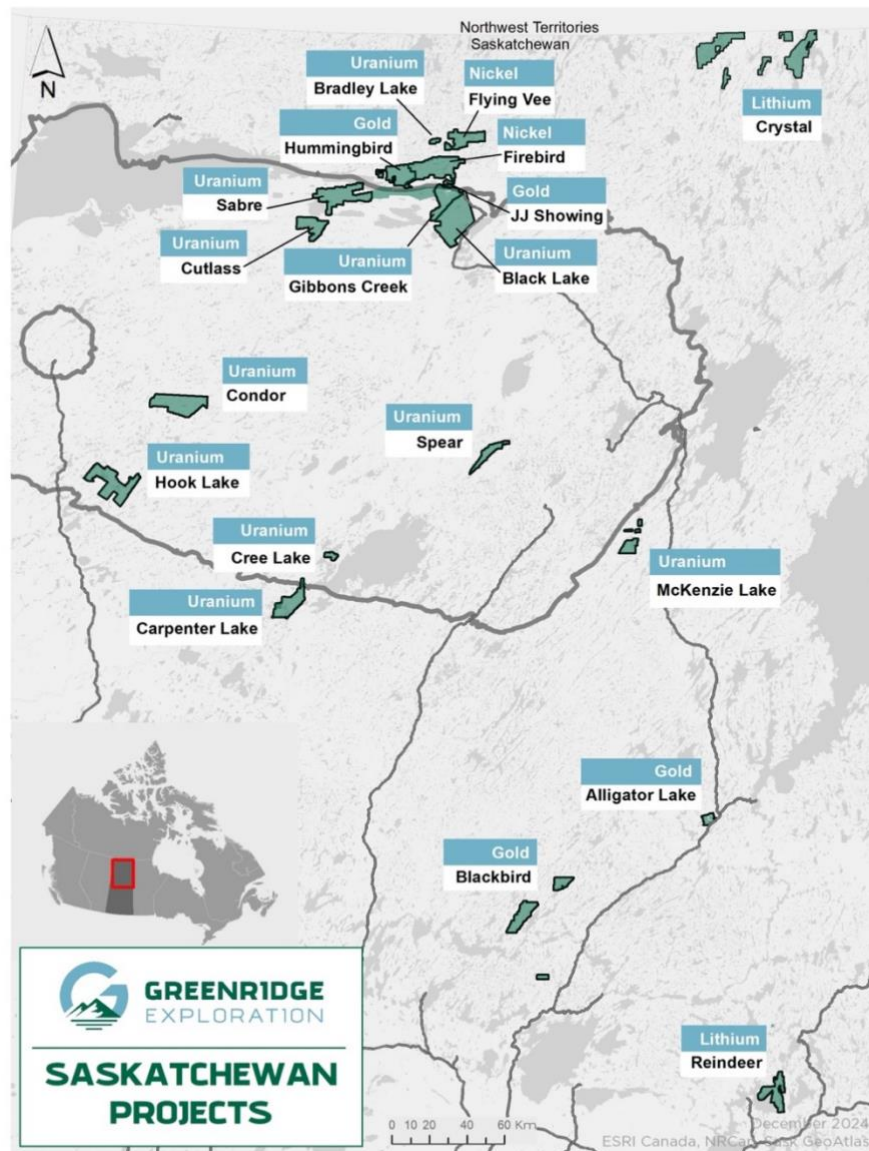 Northwest Territories
Saskatchewan
N
Uranium
Bradley Lake
Nickel
Flying Vee
Lithium
Crystal
Gold
Hummingbird
Nickel
Firebird
Uranium
Sabre
Gold
JJ Showing
Uranium
Cutlass
Uranium
Gibbons Creek
Uranium
Black Lake
Uranium
Condor
Uranium
Spear
Uranium
Hook Lake
Uranium
Cree Lake
Uranium
McKenzie Lake
Uranium
Carpenter Lake
Gold
Alligator Lake
Gold
Blackbird
GREENRIDGE
EXPLORATION
SASKATCHEWAN
PROJECTS
Lithium
Reindeer
0 10 20 40 60 Km
December 2024
ESRI Canada, NRCan, Sask GeoAtlas